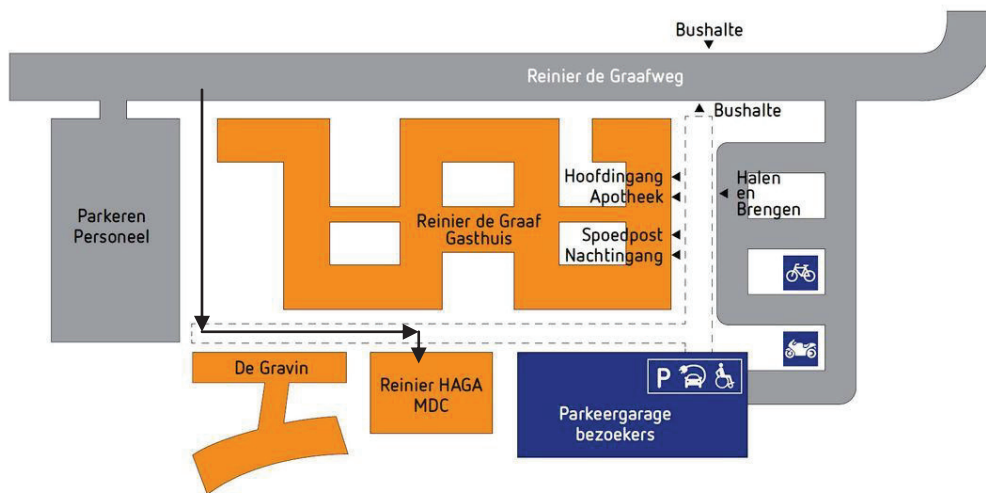 Bushalte
Reinier de Graafweg
Bushalte
Hoofdingang
Apotheek
Halen
en
Brengen
Parkeren
Personeel
Reinier de Graaf
Gasthuis
Spoedpost
Nachtingang
De Gravin
Reinier HAGA
MDC
P
Parkeergarage
bezoekers